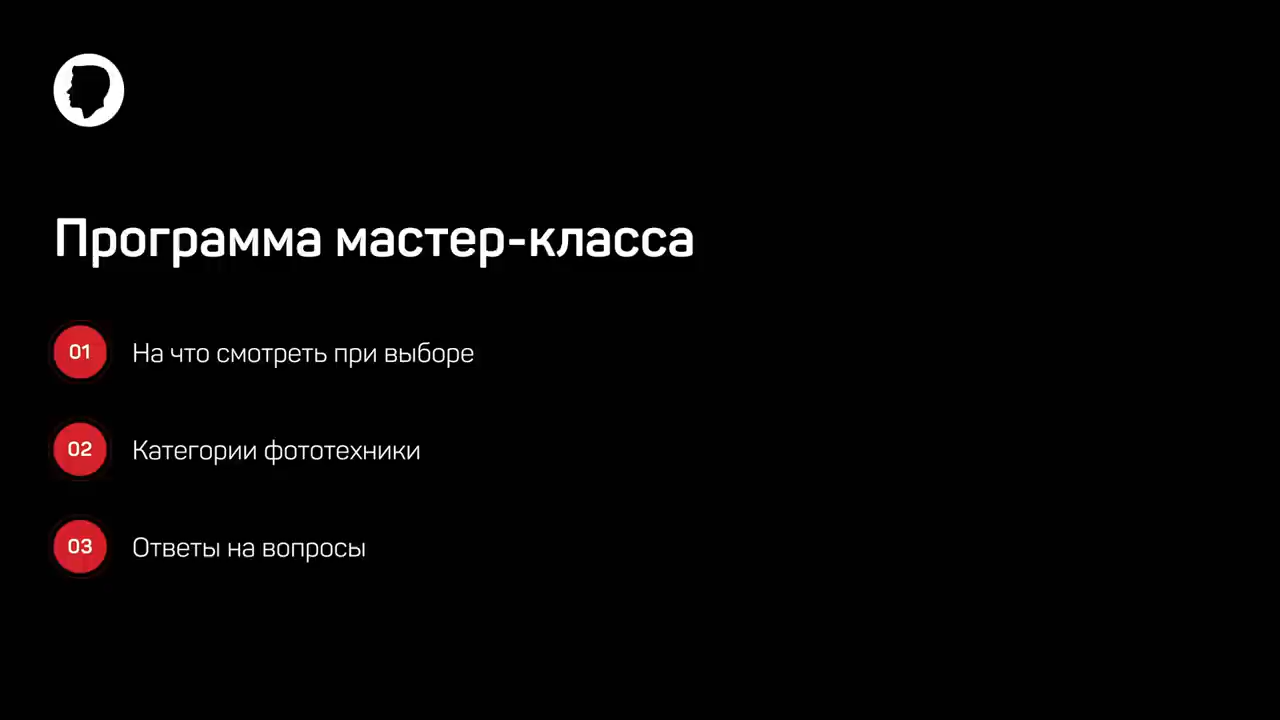 Программа мастер-класса
01 На что смотреть при выборе
02 Категории фототехники
03 Ответы на вопросы